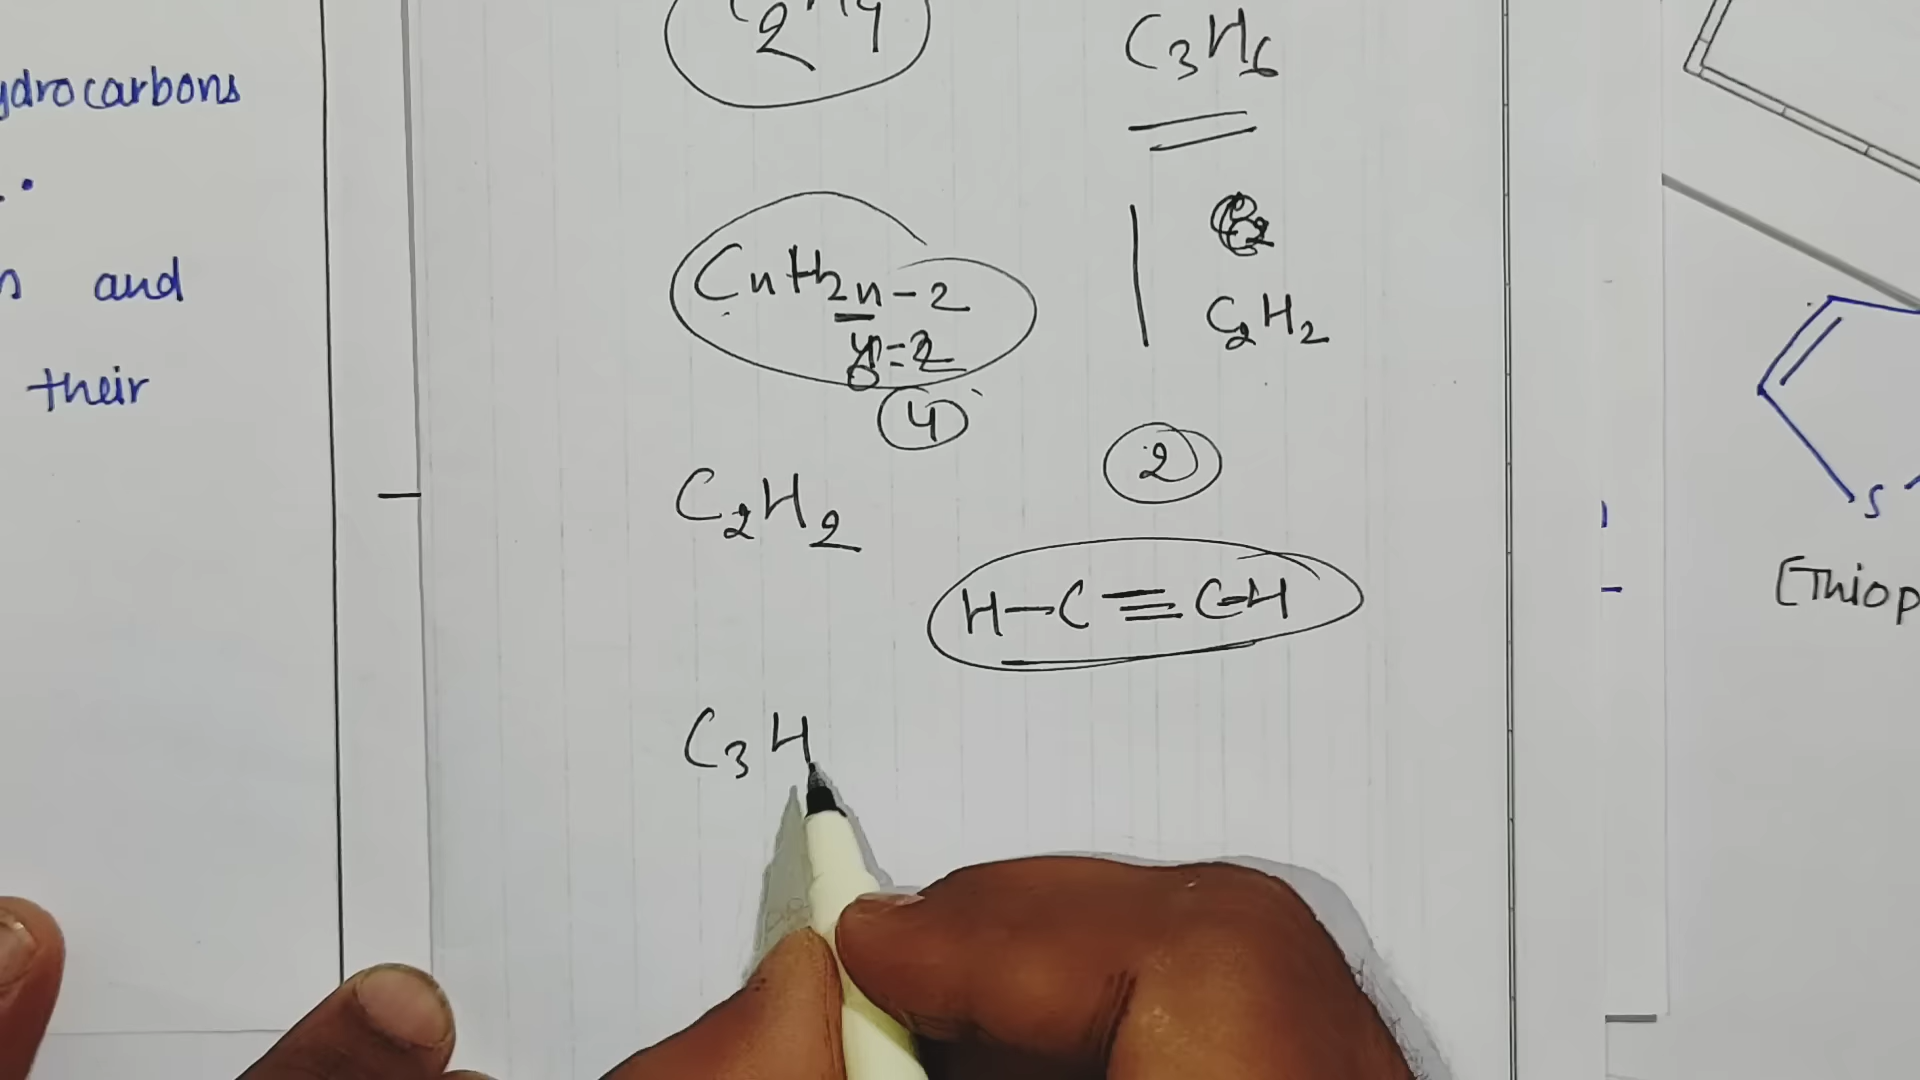 ydrocarbons
and
their
C3H6
CnH2n-2
C2H2
4
2
C2H2
H-C≡C-H
C3H
S
[Thiop